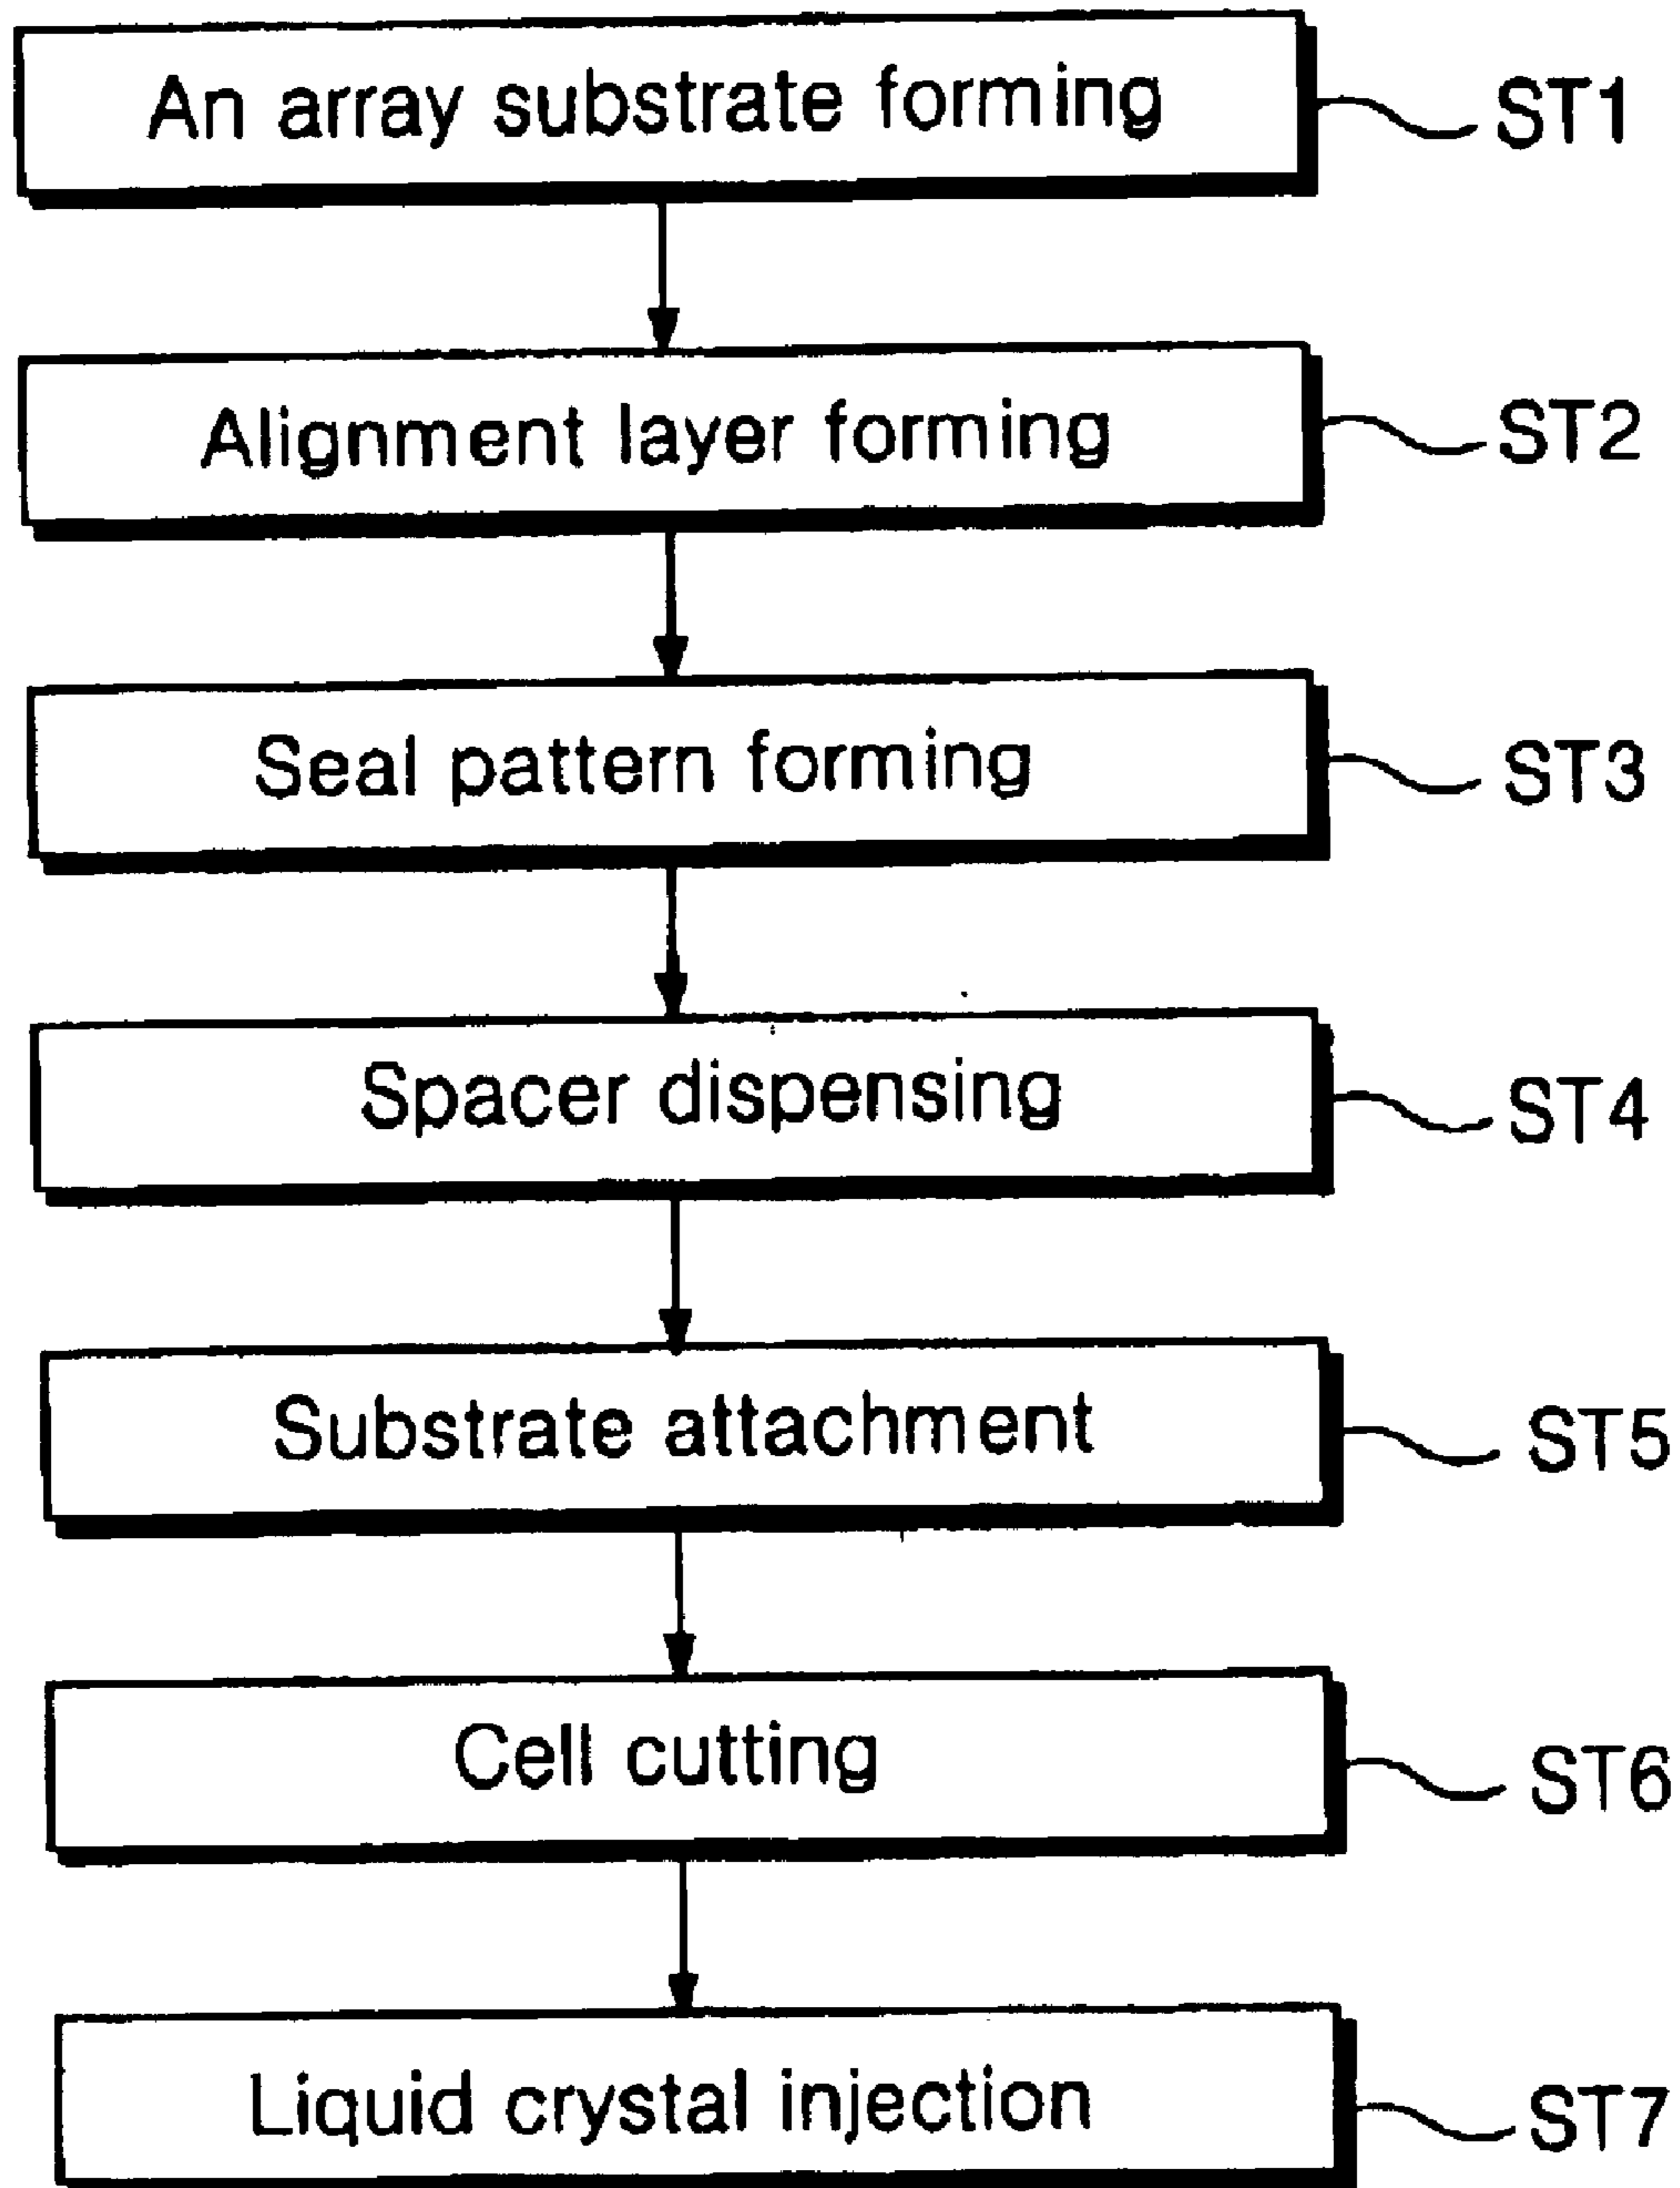 An array substrate forming ST1
Alignment layer forming ST2
Seal pattern forming ST3
Spacer dispensing ST4
Substrate attachment ST5
Cell cutting ST6
Liquid crystal injection ST7